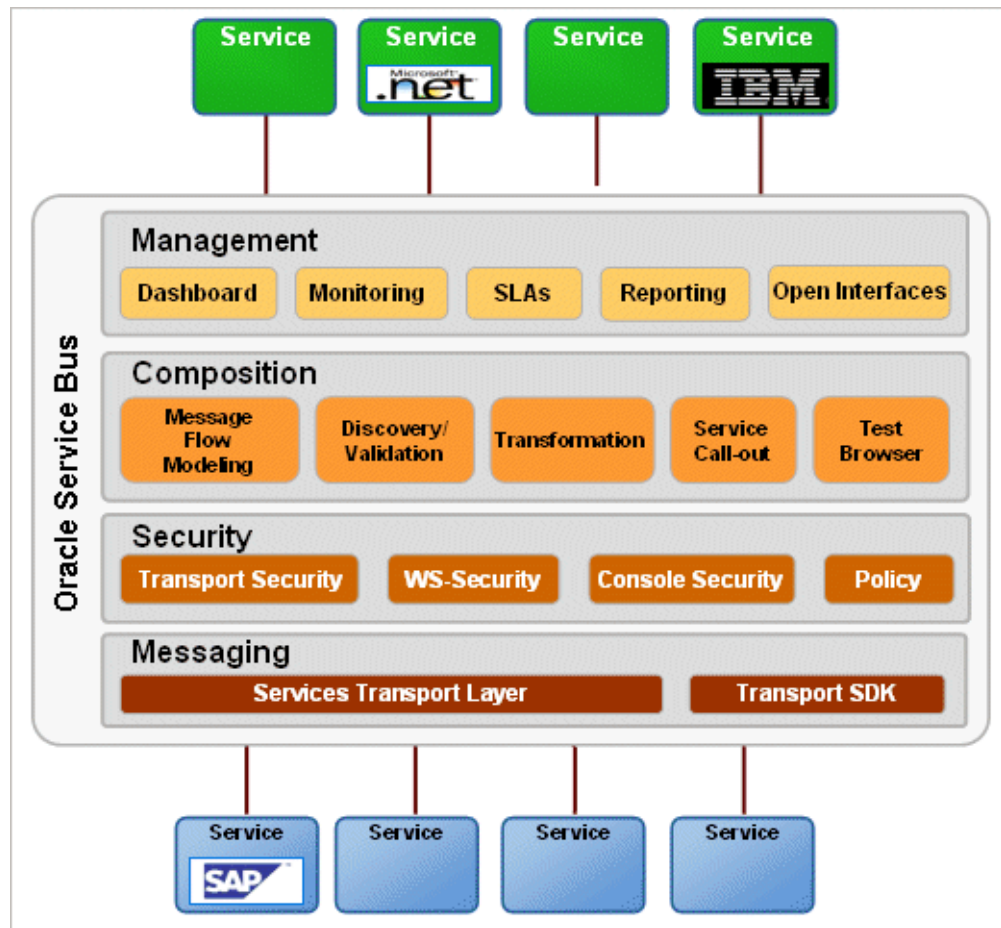 Service
Service
Service
Service
Microsoft
.net
IBM
Oracle Service Bus
Management
Dashboard
Monitoring
SLAs
Reporting
Open Interfaces
Composition
Message
Flow
Modeling
Discovery/
Validation
Transformation
Service
Call-out
Test
Browser
Security
Transport Security
WS-Security
Console Security
Policy
Messaging
Services Transport Layer
Transport SDK
Service
Service
Service
Service
SAP